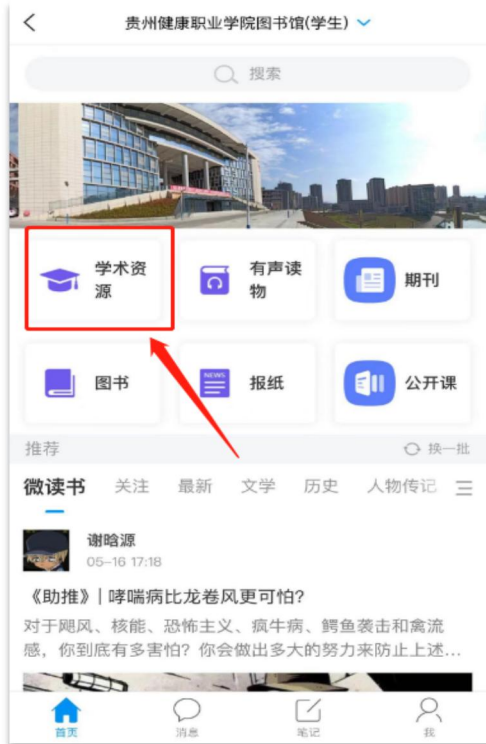 贵州健康职业学院图书馆(学生)
搜索
学术资
源
有声读
物
期刊
图书
NEWS
报纸
公开课
推荐
换一批
微读书 关注 最新 文学 历史 人物传记
谢晗源
05-16 17:18
《助推》| 哮喘病比龙卷风更可怕?
对于飓风、核能、恐怖主义、疯牛病、鳄鱼袭击和禽流
感，你到底有多害怕? 你会做出多大的努力来防止上述...
首页
消息
笔记
我